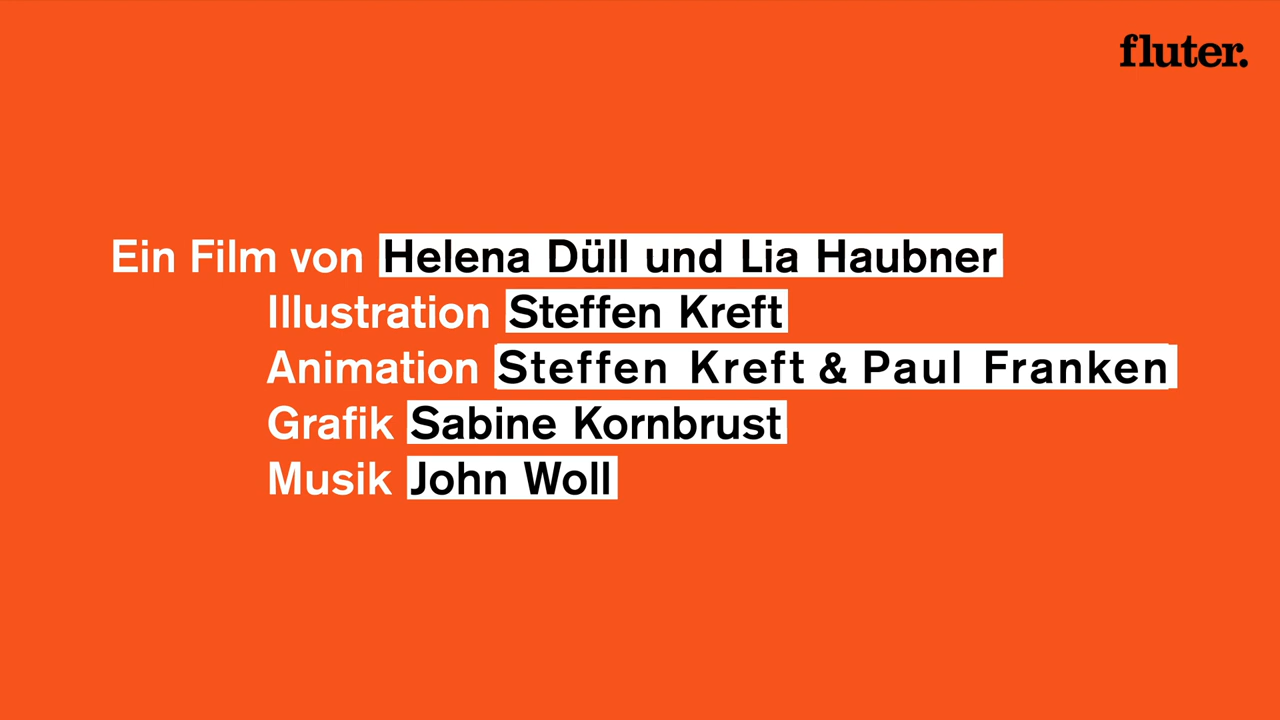 fluter.
Ein Film von Helena Düll und Lia Haubner
Illustration Steffen Kreft
Animation Steffen Kreft & Paul Franken
Grafik Sabine Kornbrust
Musik John Woll